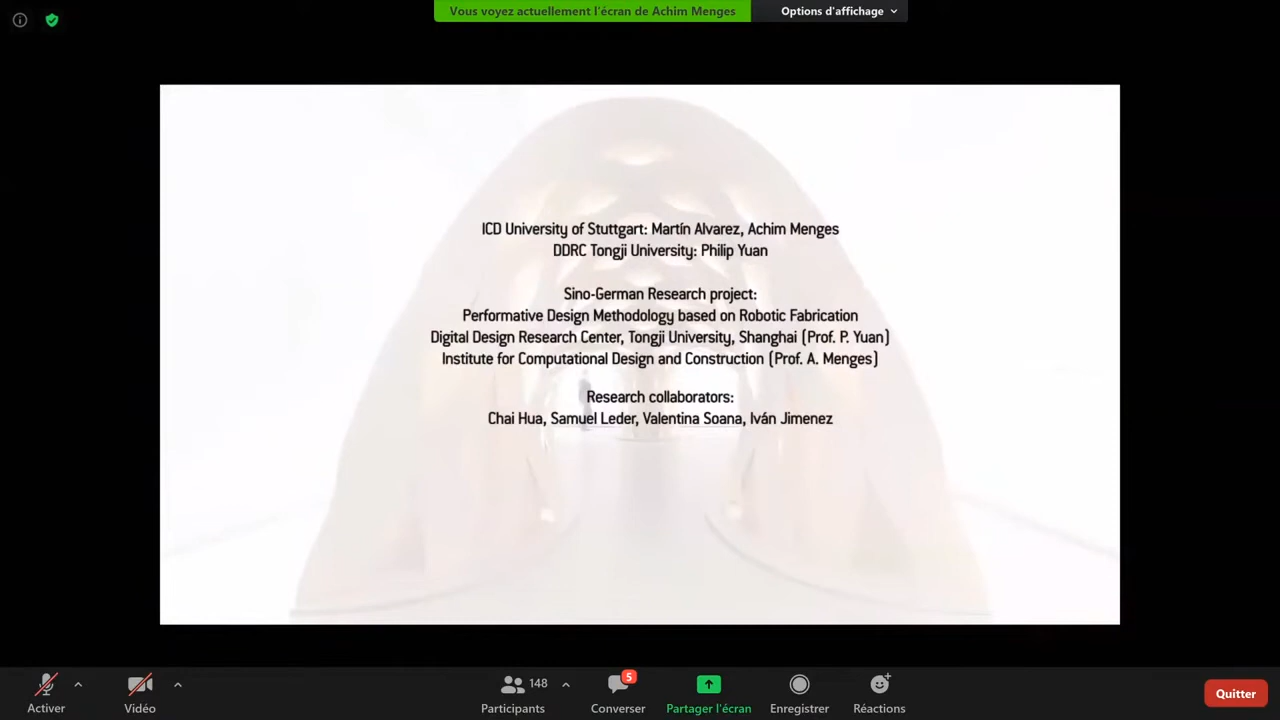 Vous voyez actuellement l'écran de Achim Menges
Options d'affichage
ICD University of Stuttgart: Martín Alvarez, Achim Menges
DDRC Tongji University: Philip Yuan
Sino-German Research project:
Performative Design Methodology based on Robotic Fabrication
Digital Design Research Center, Tongji University, Shanghai (Prof. P. Yuan)
Institute for Computational Design and Construction (Prof. A. Menges)
Research collaborators:
Chai Hua, Samuel Leder, Valentina Soana, Iván Jimenez
148
5
Activer
Vidéo
Participants
Converser
Partager l'écran
Enregistrer
Réactions
Quitter